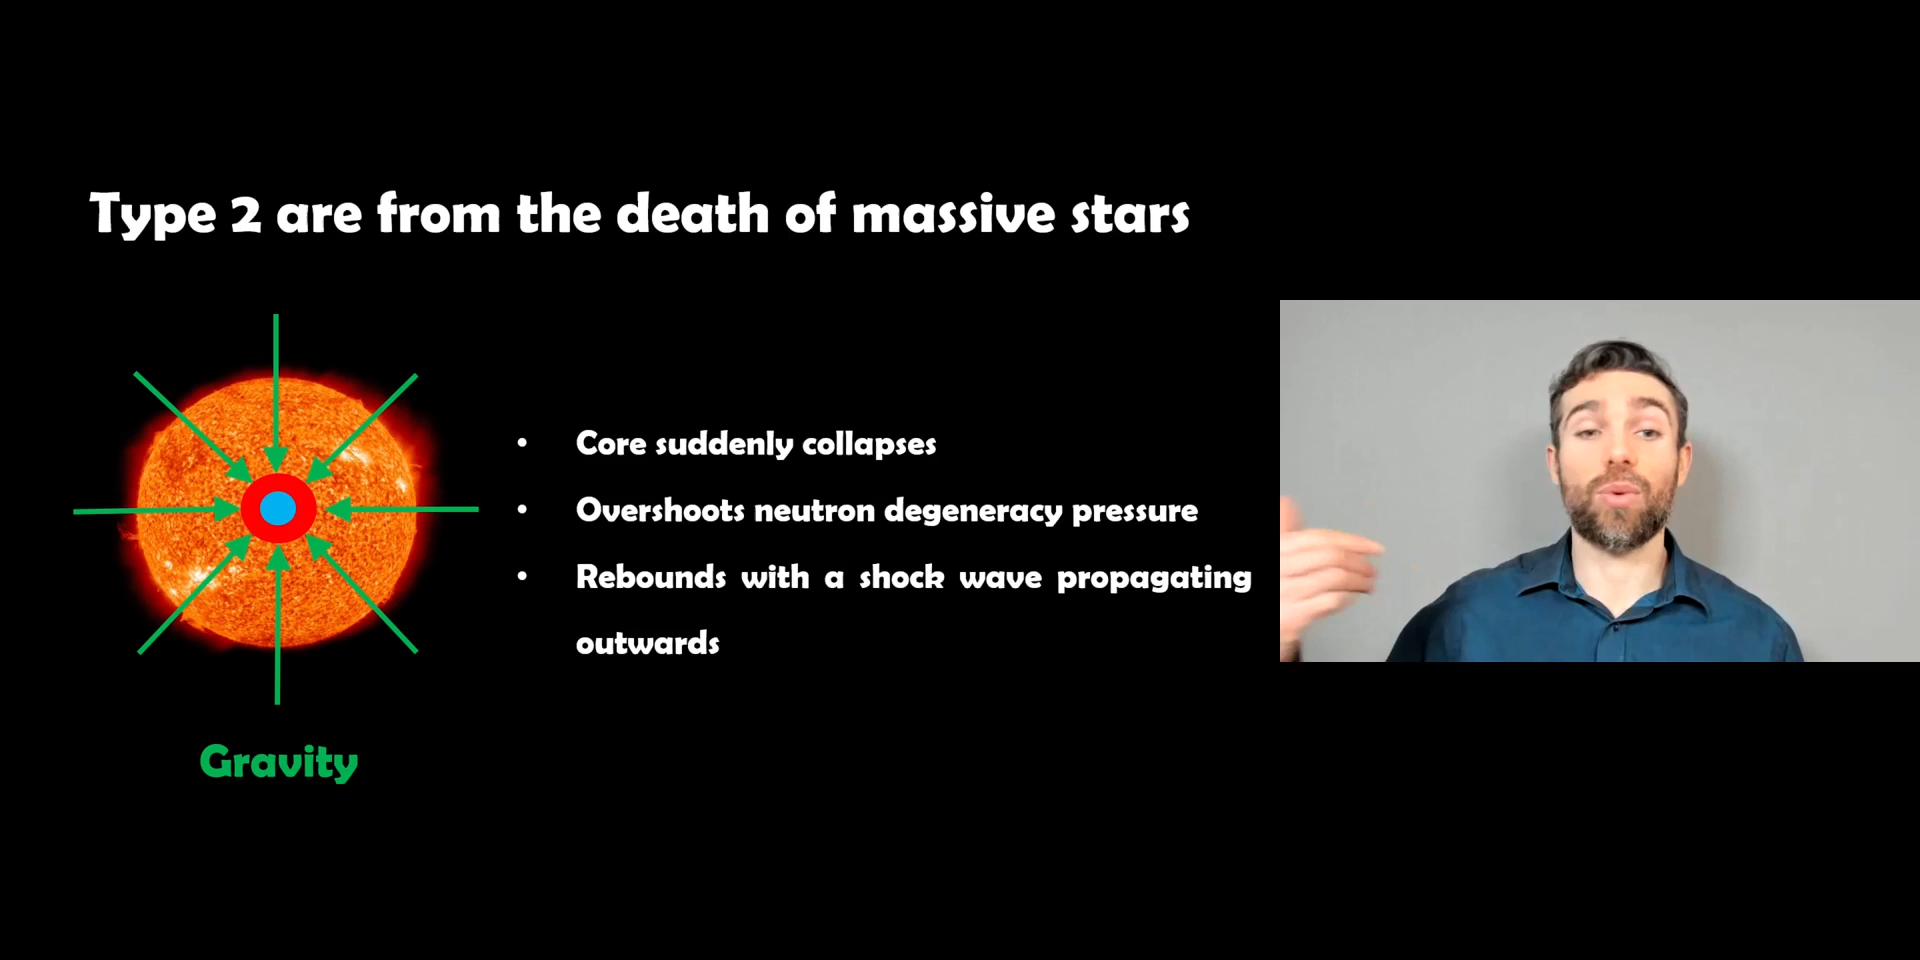 Type 2 are from the death of massive stars
• Core suddenly collapses
• Overshoots neutron degeneracy pressure
• Rebounds with a shock wave propagating
outwards
Gravity